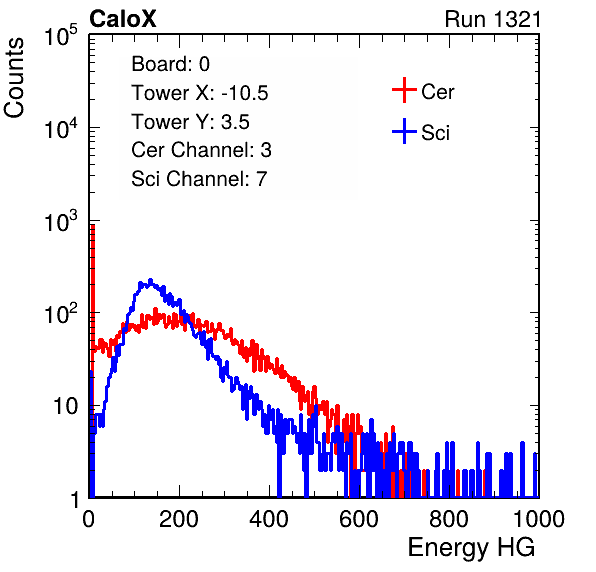 CaloX Run 1321
Counts
Board: 0
Tower X: -10.5
Tower Y: 3.5
Cer Channel: 3
Sci Channel: 7
Cer
Sci
10^5
10^4
10^3
10^2
10
1
0 200 400 600 800 1000
Energy HG